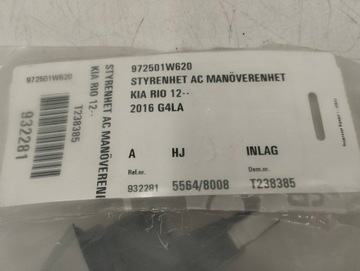 972501W620
STYRENHET AC MANÖVERENHET
KIA RIO 12--
2016 G4LA
A HJ INLAG
Ref.nr. Dem.nr.
932281 5564/8008 T238385
972501W620
STYRENHET AC MANÖVERENH
KIA RIO 12--
T238385
932281